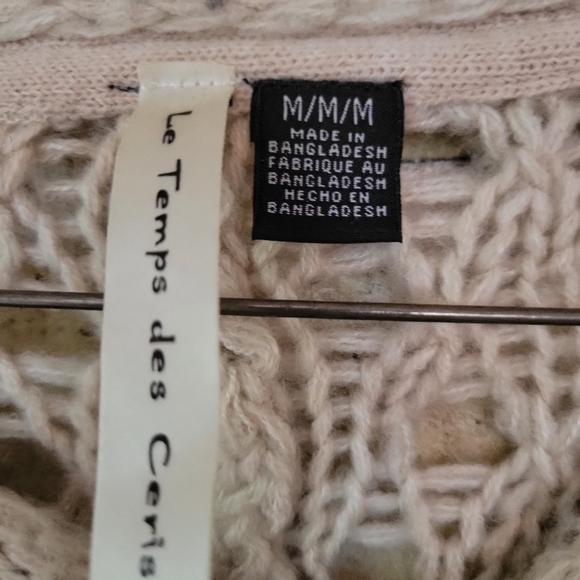 Le Temps des Ceris
M/M/M
MADE IN
BANGLADESH
FABRIQUE AU
BANGLADESH
HECHO EN
BANGLADESH